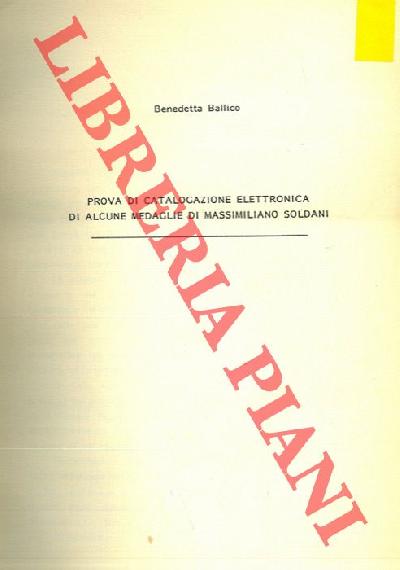 Benedetta Ballico
PROVA DI CATALOGAZIONE ELETTRONICA
DI ALCUNE MEDAGLIE DI MASSIMILIANO SOLDANI
LIBRERIA PIANI